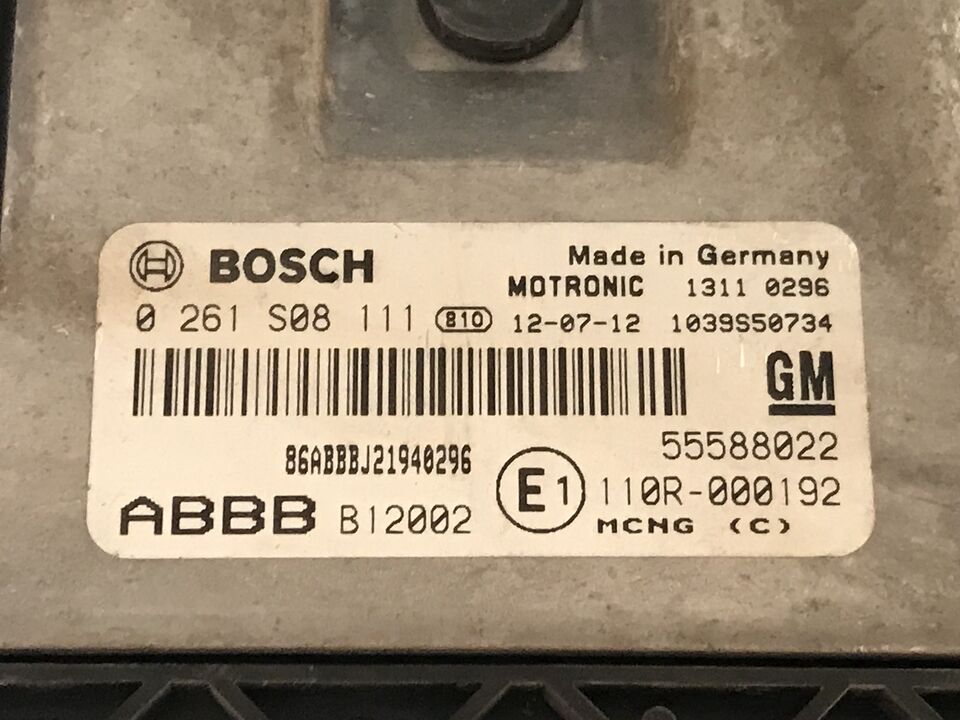 BOSCH Made in Germany
MOTRONIC 1311 0296
0 261 S08 111 810 12-07-12 1039S50734
GM
86ABBBJ21940296 55588022
ABBB B12002 E1 110R-000192
MCNG (C)